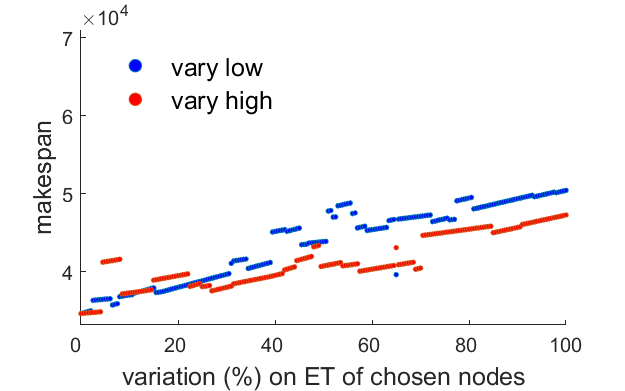 ×10⁴
7
6
5
4
makespan
vary low
vary high
0 20 40 60 80 100
variation (%) on ET of chosen nodes